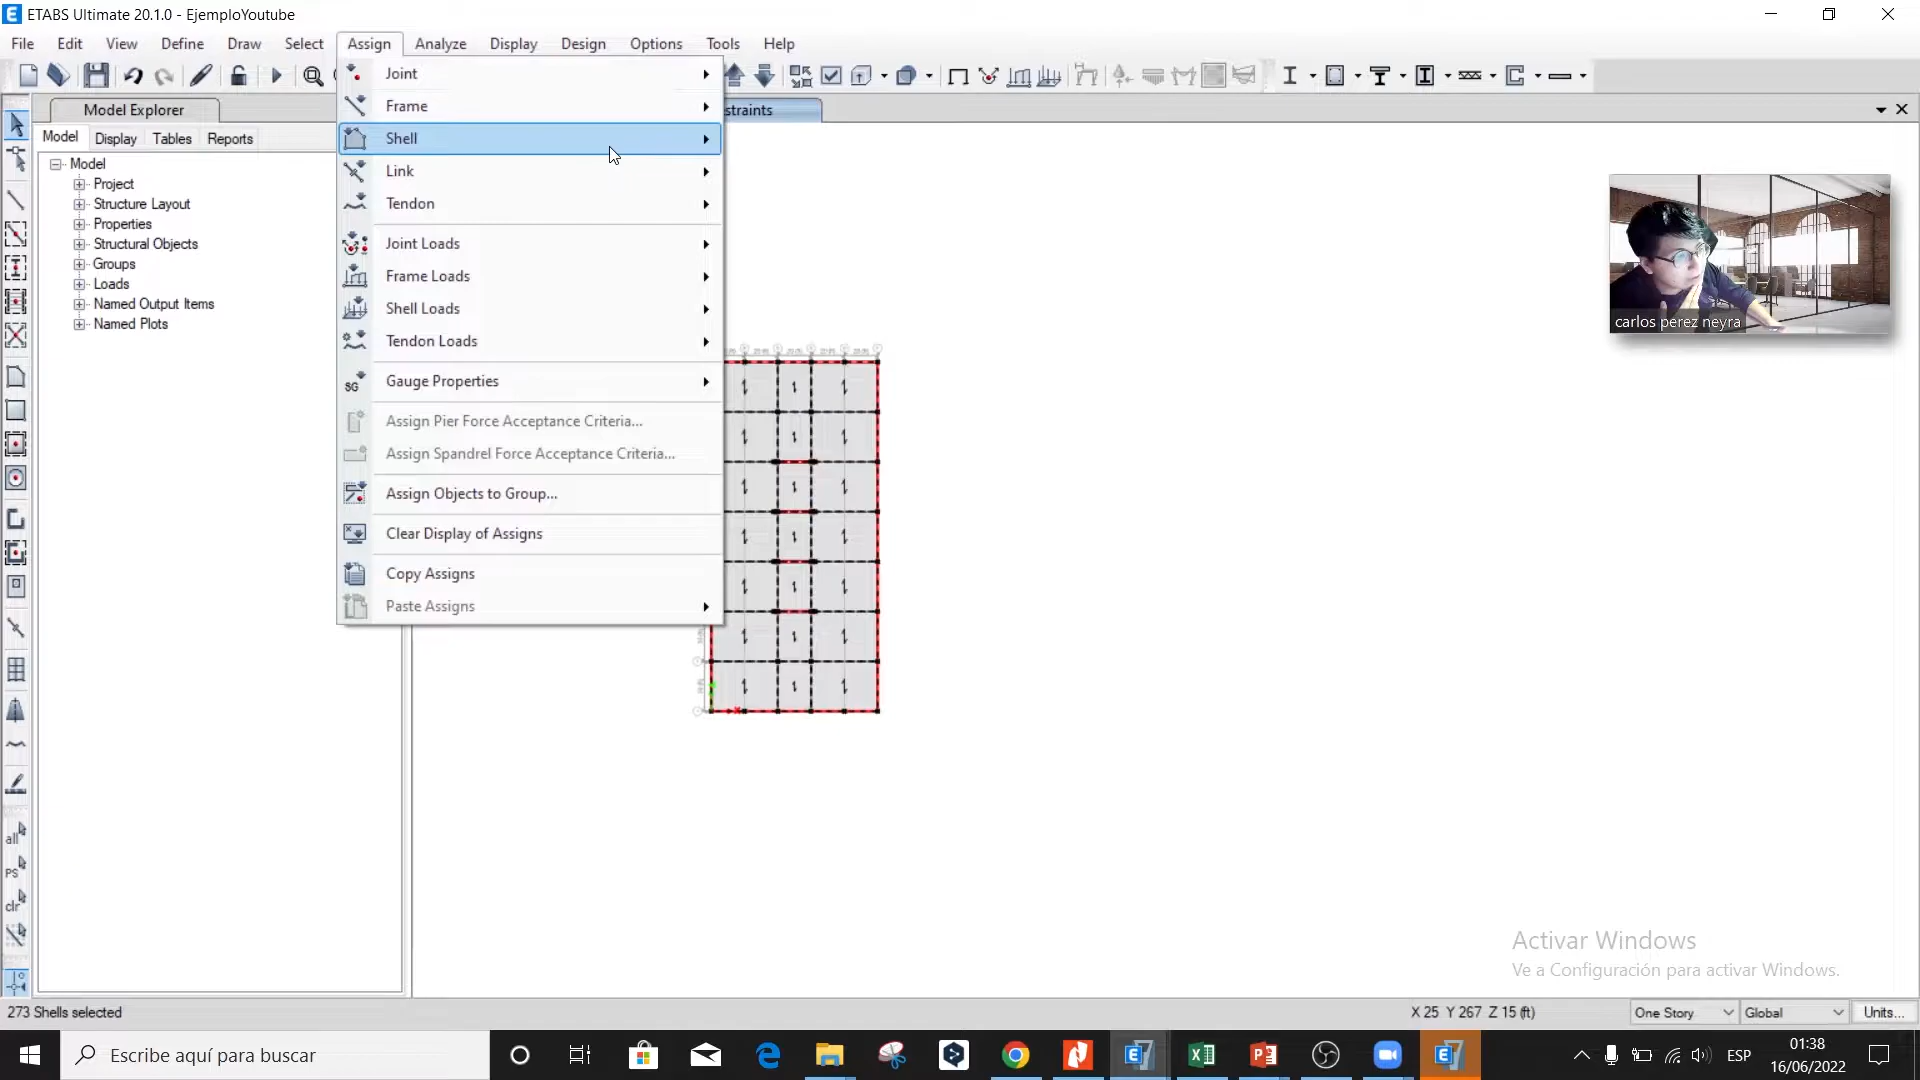 ETABS Ultimate 20.1.0 - EjemploYoutube
File Edit View Define Draw Select Assign Analyze Display Design Options Tools Help
Model Explorer
straints
Model Display Tables Reports
Model
Project
Structure Layout
Properties
Structural Objects
Groups
Loads
Named Output Items
Named Plots
Joint
Frame
Shell
Link
Tendon
Joint Loads
Frame Loads
Shell Loads
Tendon Loads
Gauge Properties
Assign Pier Force Acceptance Criteria...
Assign Spandrel Force Acceptance Criteria...
Assign Objects to Group...
Clear Display of Assigns
Copy Assigns
Paste Assigns
SG
all
PS
clr
carlos perez neyra
Activar Windows
Ve a Configuración para activar Windows.
273 Shells selected
X 25 Y 267 Z 15 (ft)
One Story
Global
Units...
Escribe aquí para buscar
ESP
01:38
16/06/2022